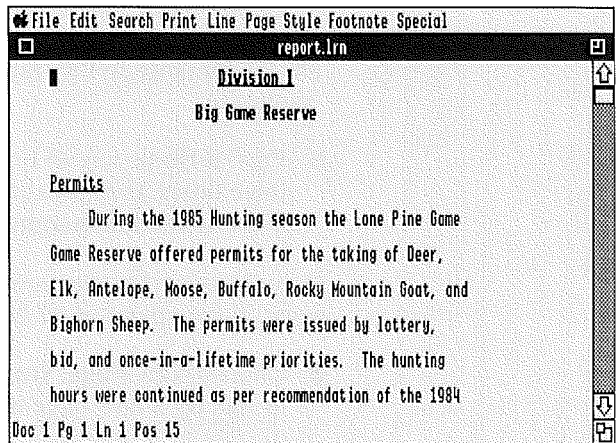 File Edit Search Print Line Page Style Footnote Special
report.lrn
Division I
Big Game Reserve
Permits
During the 1985 Hunting season the Lone Pine Game
Game Reserve offered permits for the taking of Deer,
Elk, Antelope, Moose, Buffalo, Rocky Mountain Goat, and
Bighorn Sheep. The permits were issued by lottery,
bid, and once-in-a-lifetime priorities. The hunting
hours were continued as per recommendation of the 1984
Doc 1 Pg 1 Ln 1 Pos 15